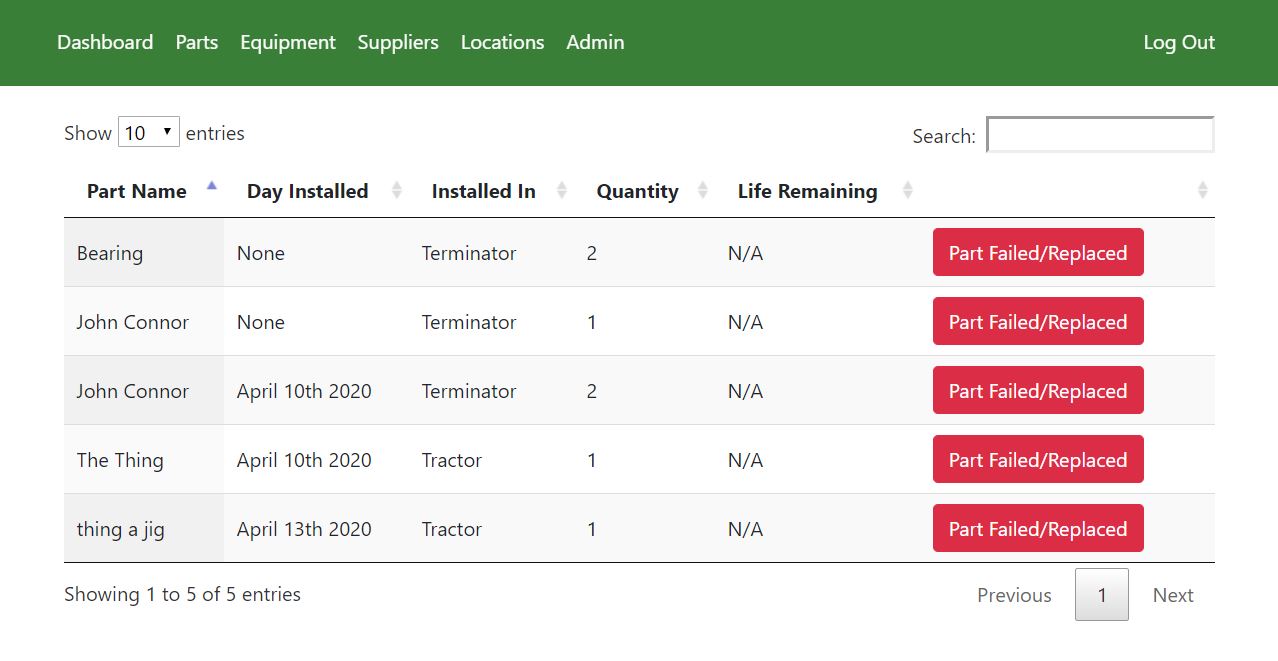 Dashboard Parts Equipment Suppliers Locations Admin Log Out
Show 10 entries Search:
Part Name Day Installed Installed In Quantity Life Remaining
Bearing None Terminator 2 N/A Part Failed/Replaced
John Connor None Terminator 1 N/A Part Failed/Replaced
John Connor April 10th 2020 Terminator 2 N/A Part Failed/Replaced
The Thing April 10th 2020 Tractor 1 N/A Part Failed/Replaced
thing a jig April 13th 2020 Tractor 1 N/A Part Failed/Replaced
Showing 1 to 5 of 5 entries Previous 1 Next